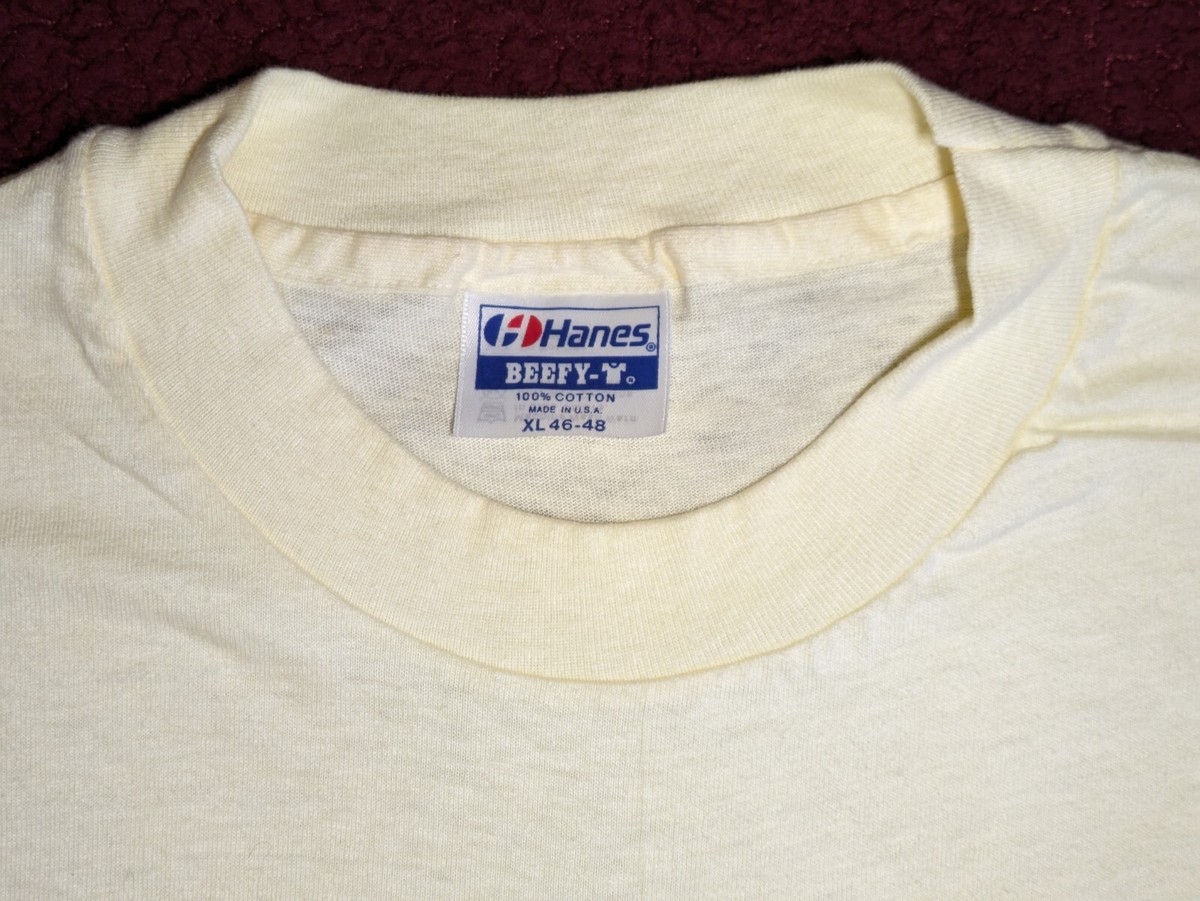 Hanes®
BEEFY-T®
100% COTTON
MADE IN U.S.A.
XL 46-48